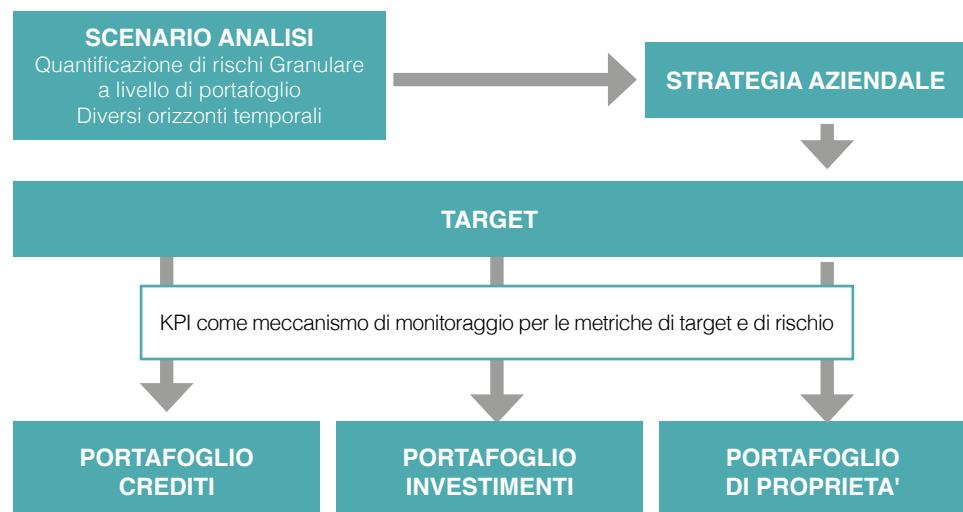 SCENARIO ANALISI
Quantificazione di rischi Granulare
a livello di portafoglio
Diversi orizzonti temporali
STRATEGIA AZIENDALE
TARGET
KPI come meccanismo di monitoraggio per le metriche di target e di rischio
PORTAFOGLIO
CREDITI
PORTAFOGLIO
INVESTIMENTI
PORTAFOGLIO
DI PROPRIETA'